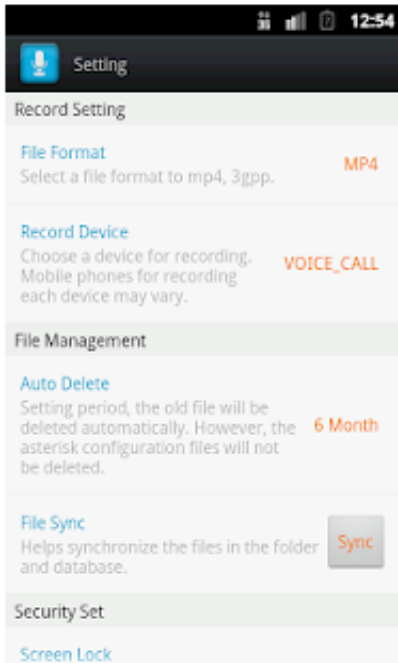 12:54
Setting
Record Setting
File Format
Select a file format to mp4, 3gpp.
MP4
Record Device
Choose a device for recording.
Mobile phones for recording
each device may vary.
VOICE_CALL
File Management
Auto Delete
Setting period, the old file will be
deleted automatically. However, the
asterisk configuration files will not
be deleted.
6 Month
File Sync
Helps synchronize the files in the folder
and database.
Sync
Security Set
Screen Lock